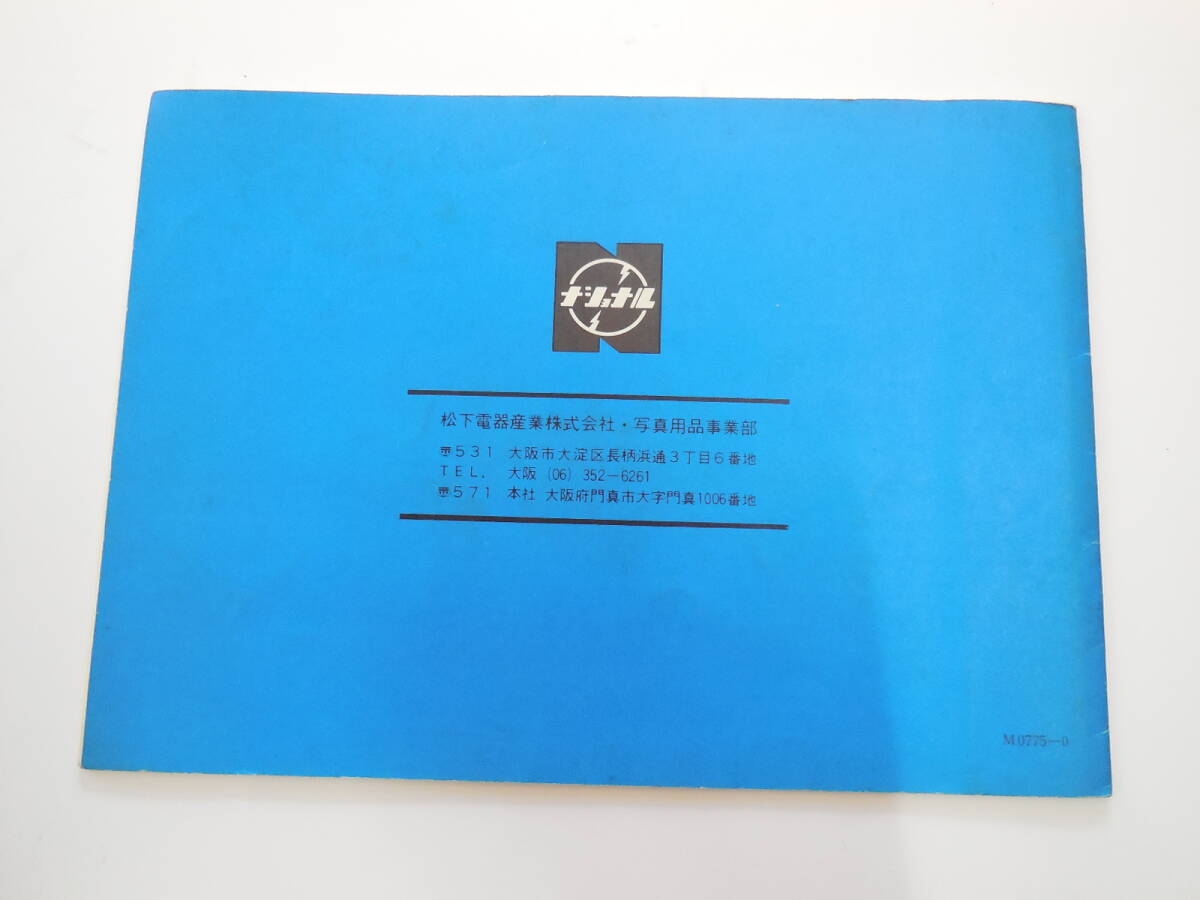 ナショナル
松下電器産業株式会社・写真用品事業部
〠531 大阪市大淀区長柄浜通3丁目6番地
TEL. 大阪 (06) 352-6261
〠571 本社 大阪府門真市大字門真1006番地
M0775-0